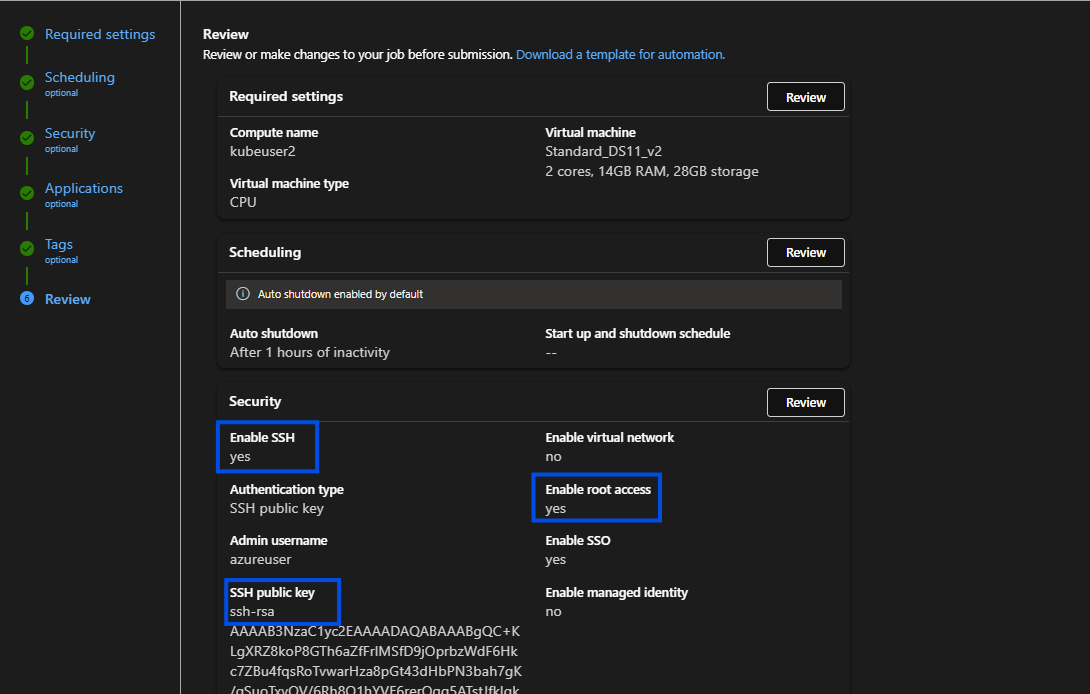 Required settings
Scheduling
optional
Security
optional
Applications
optional
Tags
optional
6
Review
Review
Review or make changes to your job before submission. Download a template for automation.
Required settings
Review
Compute name
kubeuser2
Virtual machine
Standard_DS11_v2
2 cores, 14GB RAM, 28GB storage
Virtual machine type
CPU
Scheduling
Review
Auto shutdown enabled by default
Auto shutdown
After 1 hours of inactivity
Start up and shutdown schedule
--
Security
Review
Enable SSH
yes
Enable virtual network
no
Authentication type
SSH public key
Enable root access
yes
Admin username
azureuser
Enable SSO
yes
SSH public key
ssh-rsa
Enable managed identity
no
AAAAB3NzaC1yc2EAAAADAQABAAABgQC+K
LgXRZ8koP8GTh6aZfFrlMSfD9jOprbzWdF6Hk
c7ZBu4fqsRoTvwarHza8pGt43dHbPN3bah7gK